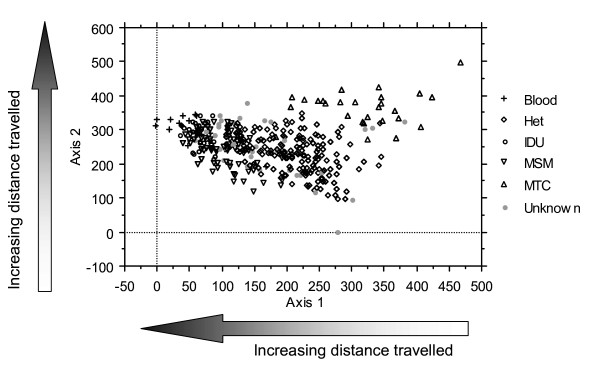 600
500
400
300
200
100
0
-100
Axis 2
Increasing distance travelled
-50 0 50 100 150 200 250 300 350 400 450 500
Axis 1
Increasing distance travelled
Blood
Het
IDU
MSM
MTC
Unknow n